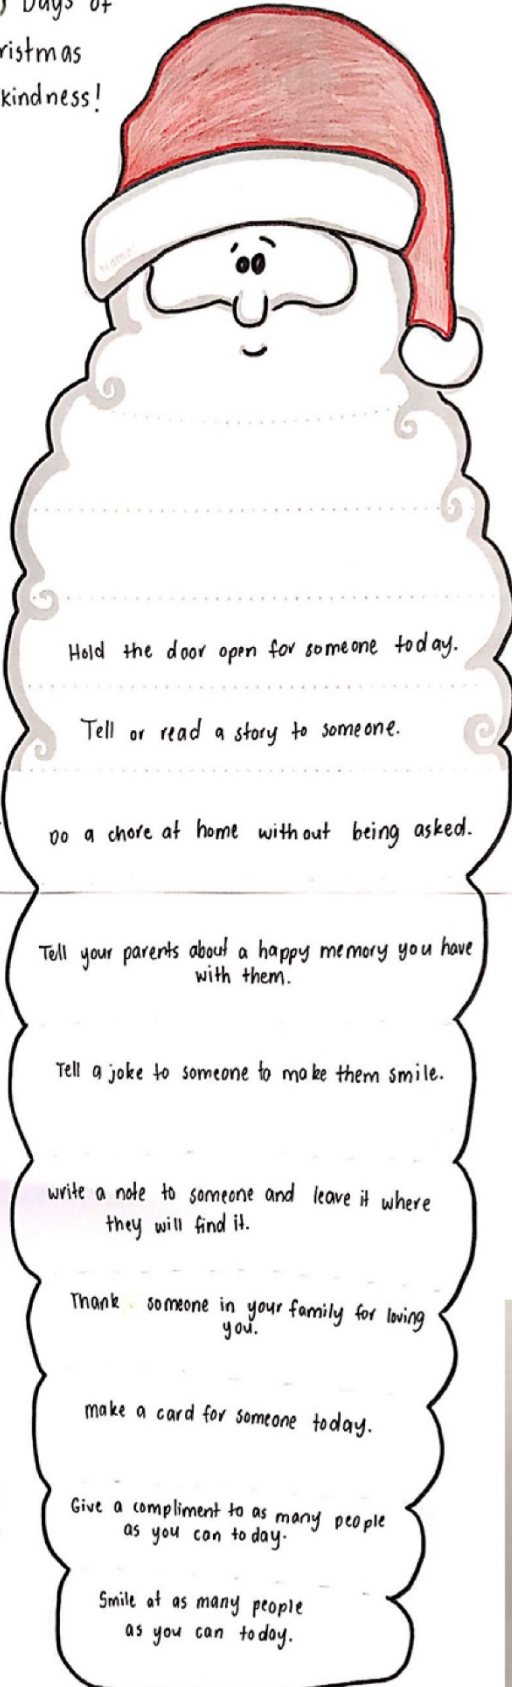 Days of
kindness!
Hold the door open for someone today.
Tell or read a story to someone.
Do a chore at home without being asked.
Tell your parents about a happy memory you have
with them.
Tell a joke to someone to make them smile.
write a note to someone and leave it where
they will find it.
Thank someone in your family for loving
you.
make a card for someone today.
Give a compliment to as many people
as you can today.
Smile at as many people
as you can today.